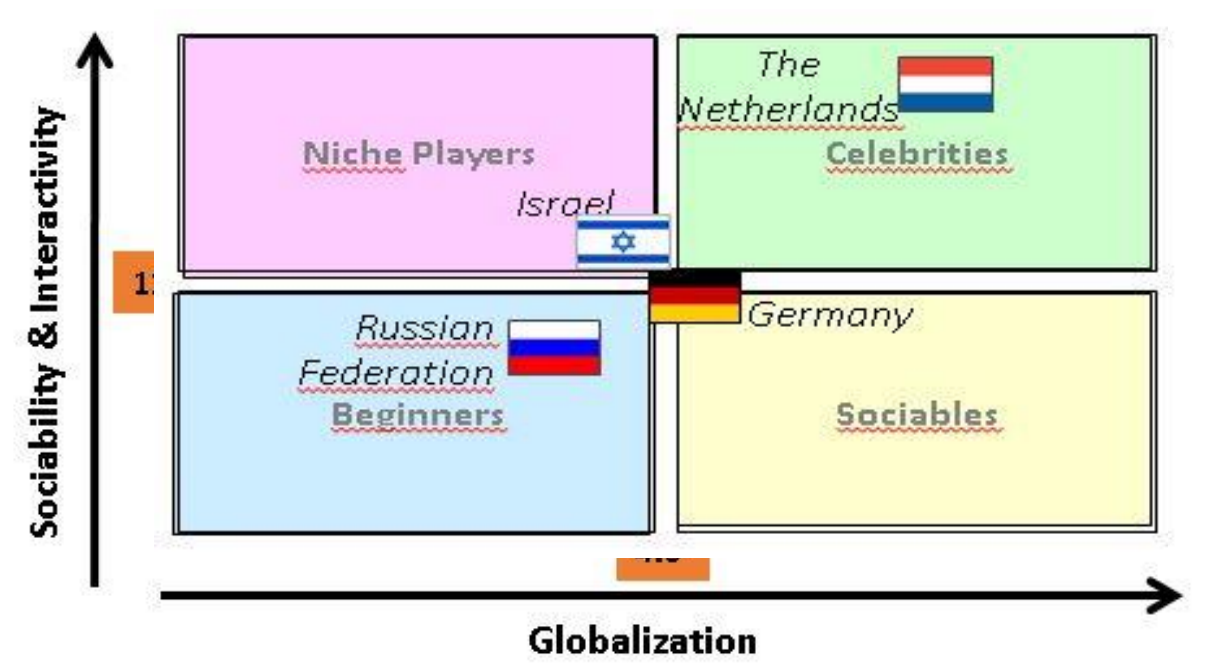 Sociability & Interactivity
Niche Players
Israel
The
Netherlands
Celebrities
Russian
Federation
Beginners
Germany
Sociables
Globalization